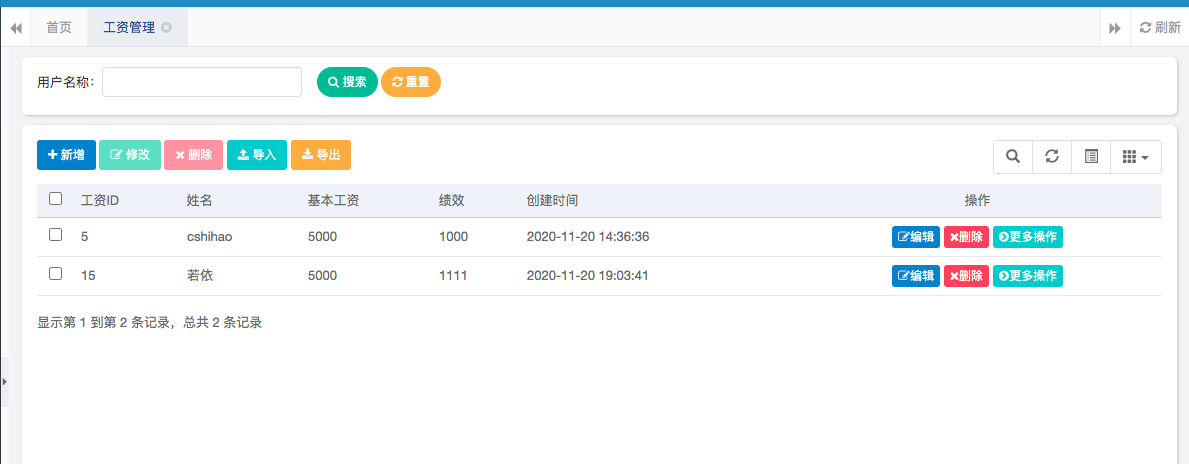 首页 工资管理 刷新
用户名称： 搜索 重置
新增 修改 删除 导入 导出
工资ID 姓名 基本工资 绩效 创建时间 操作
5 cshihao 5000 1000 2020-11-20 14:36:36 编辑 删除 更多操作
15 若依 5000 1111 2020-11-20 19:03:41 编辑 删除 更多操作
显示第 1 到第 2 条记录，总共 2 条记录